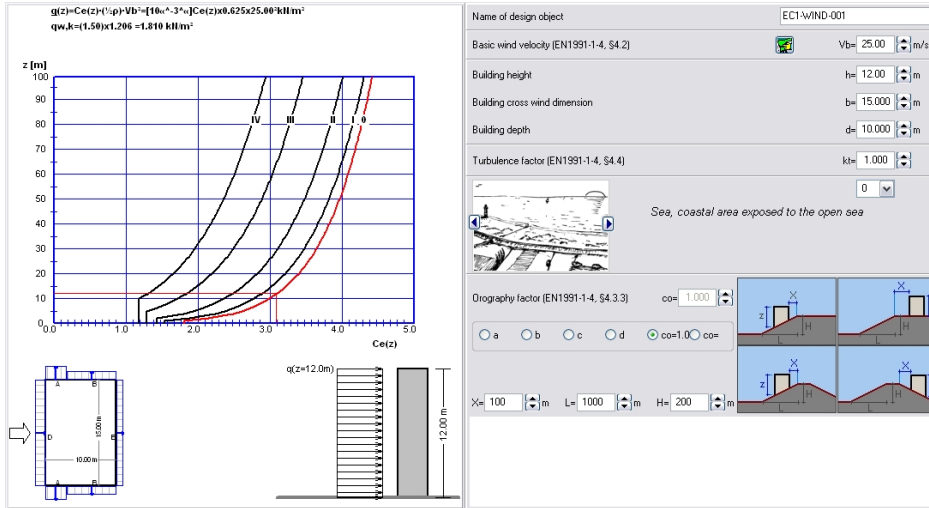 g(z)=Ce(z)·(½ρ)·Vb²=[10«^-3^»]Ce(z)x0.625x25.00²kN/m²
qw,k=(1.50)x1.206 =1.810 kN/m²
z [m]
100
90
80
70
60
50
40
30
20
10
0
IV III II I 0
0.0 1.0 2.0 3.0 4.0 5.0
Ce(z)
A B
D E
15.00m
10.00m
A B
q(z=12.0m)
12.00 m
Name of design object EC1-WIND-001
Basic wind velocity (EN1991-1-4, §4.2) Vb= 25.00 m/s
Building height h= 12.00 m
Building cross wind dimension b= 15.000 m
Building depth d= 10.000 m
Turbulence factor (EN1991-1-4, §4.4) kt= 1.000
0
Sea, coastal area exposed to the open sea
Orography factor (EN1991-1-4, §4.3.3) co= 1.000
a b c d co=1.0 co=
X= 100 m L= 1000 m H= 200 m
X z H L
X z H L
X z H L
X z H L